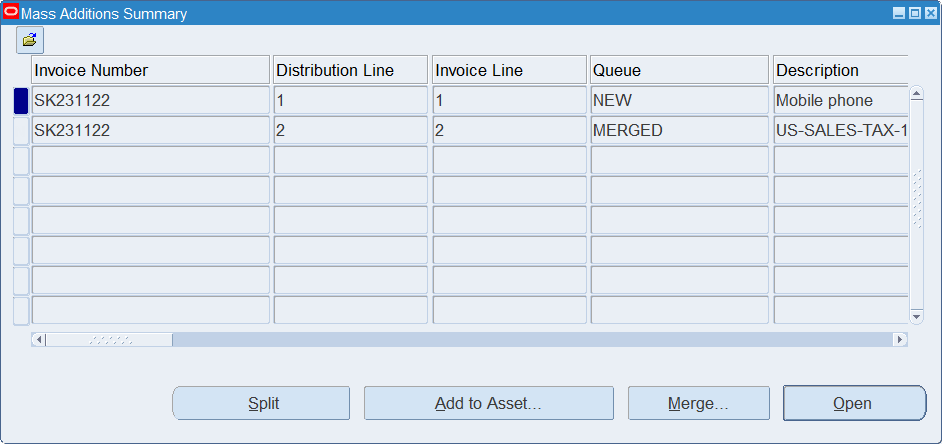 Mass Additions Summary
Invoice Number Distribution Line Invoice Line Queue Description
SK231122 1 1 NEW Mobile phone
SK231122 2 2 MERGED US-SALES-TAX-1
Split Add to Asset... Merge... Open